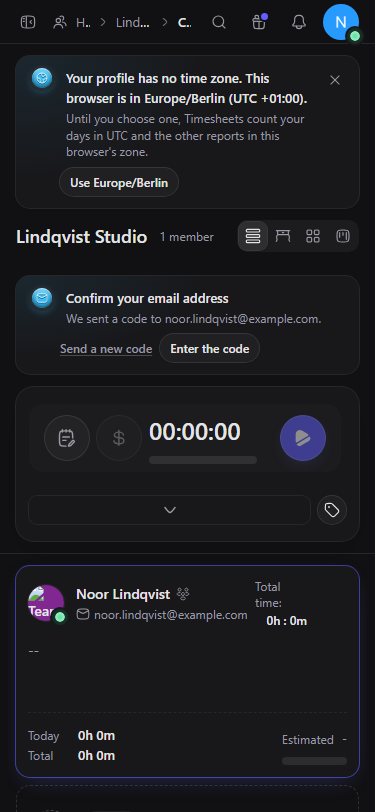 H..
Lind...
C..
N
Your profile has no time zone. This
browser is in Europe/Berlin (UTC +01:00).
Until you choose one, Timesheets count your
days in UTC and the other reports in this
browser's zone.
Use Europe/Berlin
Lindqvist Studio
1 member
Confirm your email address
We sent a code to noor.lindqvist@example.com.
Send a new code
Enter the code
$
00:00:00
Tear
Noor Lindqvist
noor.lindqvist@example.com
Total
time:
0h : 0m
--
Today 0h 0m
Total 0h 0m
Estimated -